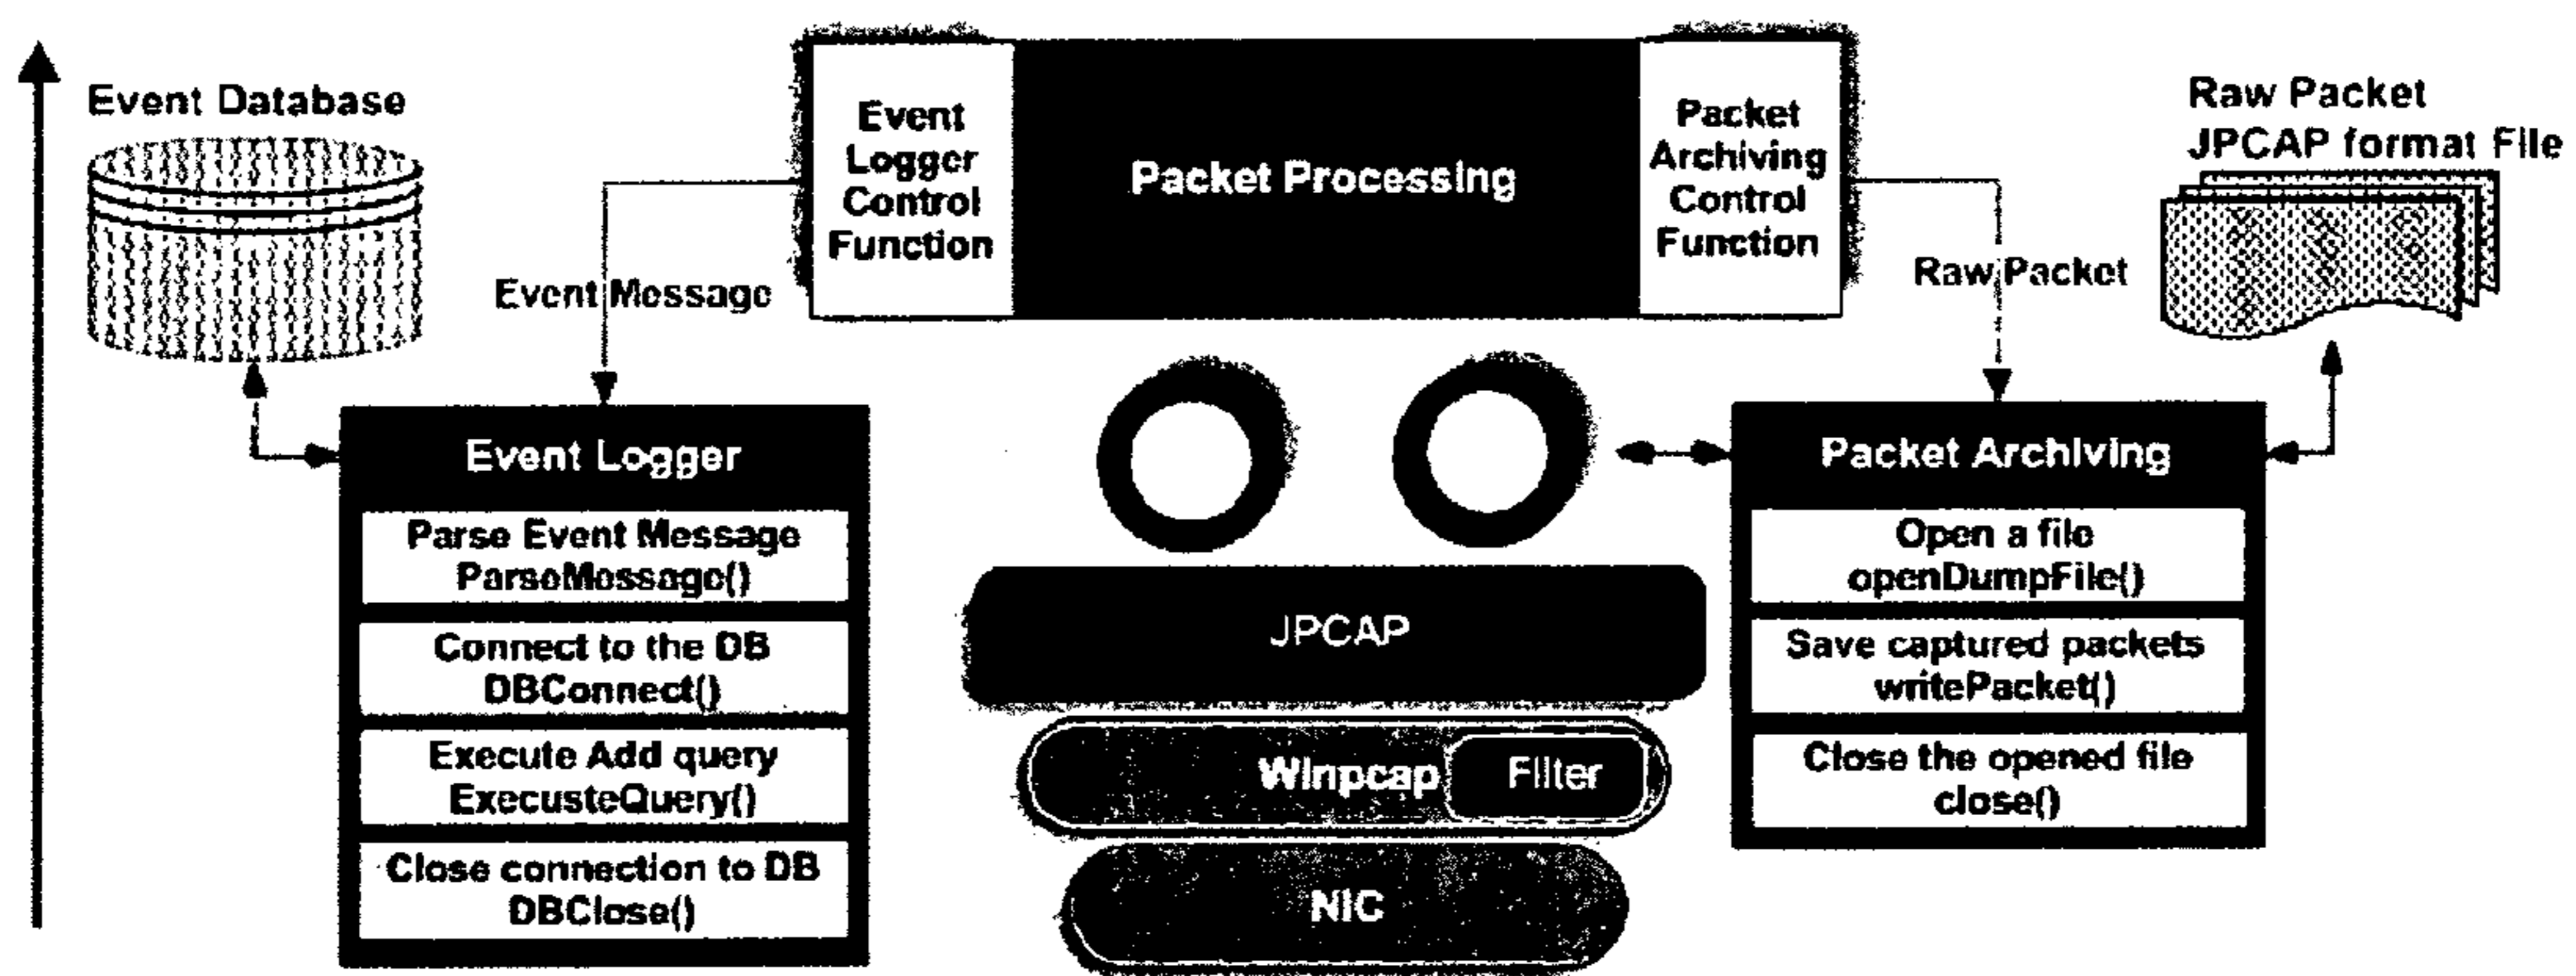 Event Database
Event
Logger
Control
Function
Packet Processing
Packet
Archiving
Control
Function
Raw Packet
JPCAP format File
Event Message
Raw Packet
Event Logger
Parse Event Message
ParseMessage()
Connect to the DB
DBConnect()
Execute Add query
ExecusteQuery()
Close connection to DB
DBClose()
JPCAP
Winpcap
Filter
NIC
Packet Archiving
Open a file
openDumpFile()
Save captured packets
writePacket()
Close the opened file
close()